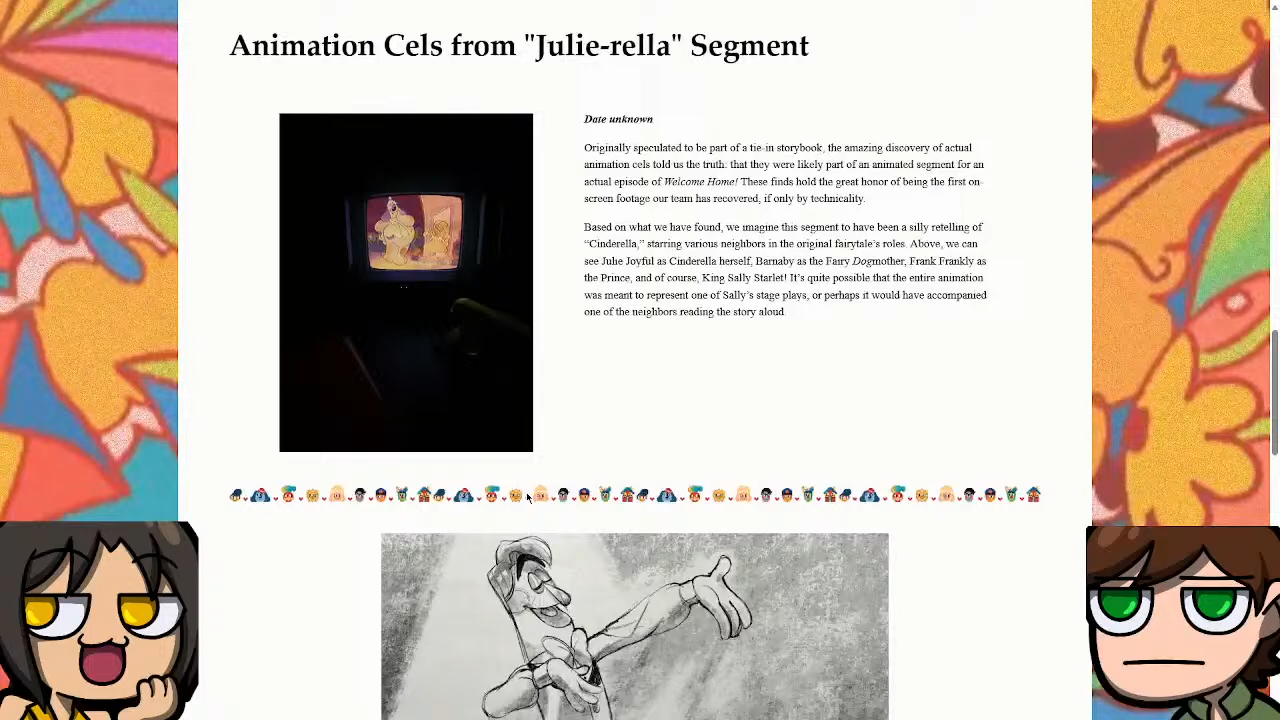 Animation Cels from "Julie-rella" Segment
Date unknown
Originally speculated to be part of a tie-in storybook, the amazing discovery of actual
animation cels told us the truth: that they were likely part of an animated segment for an
actual episode of Welcome Home! These finds hold the great honor of being the first on-
screen footage our team has recovered, if only by technicality.
Based on what we have found, we imagine this segment to have been a silly retelling of
“Cinderella,” starring various neighbors in the original fairytale’s roles. Above, we can
see Julie Joyful as Cinderella herself, Barnaby as the Fairy Dogmother, Frank Frankly as
the Prince, and of course, King Sally Starlet! It’s quite possible that the entire animation
was meant to represent one of Sally’s stage plays, or perhaps it would have accompanied
one of the neighbors reading the story aloud